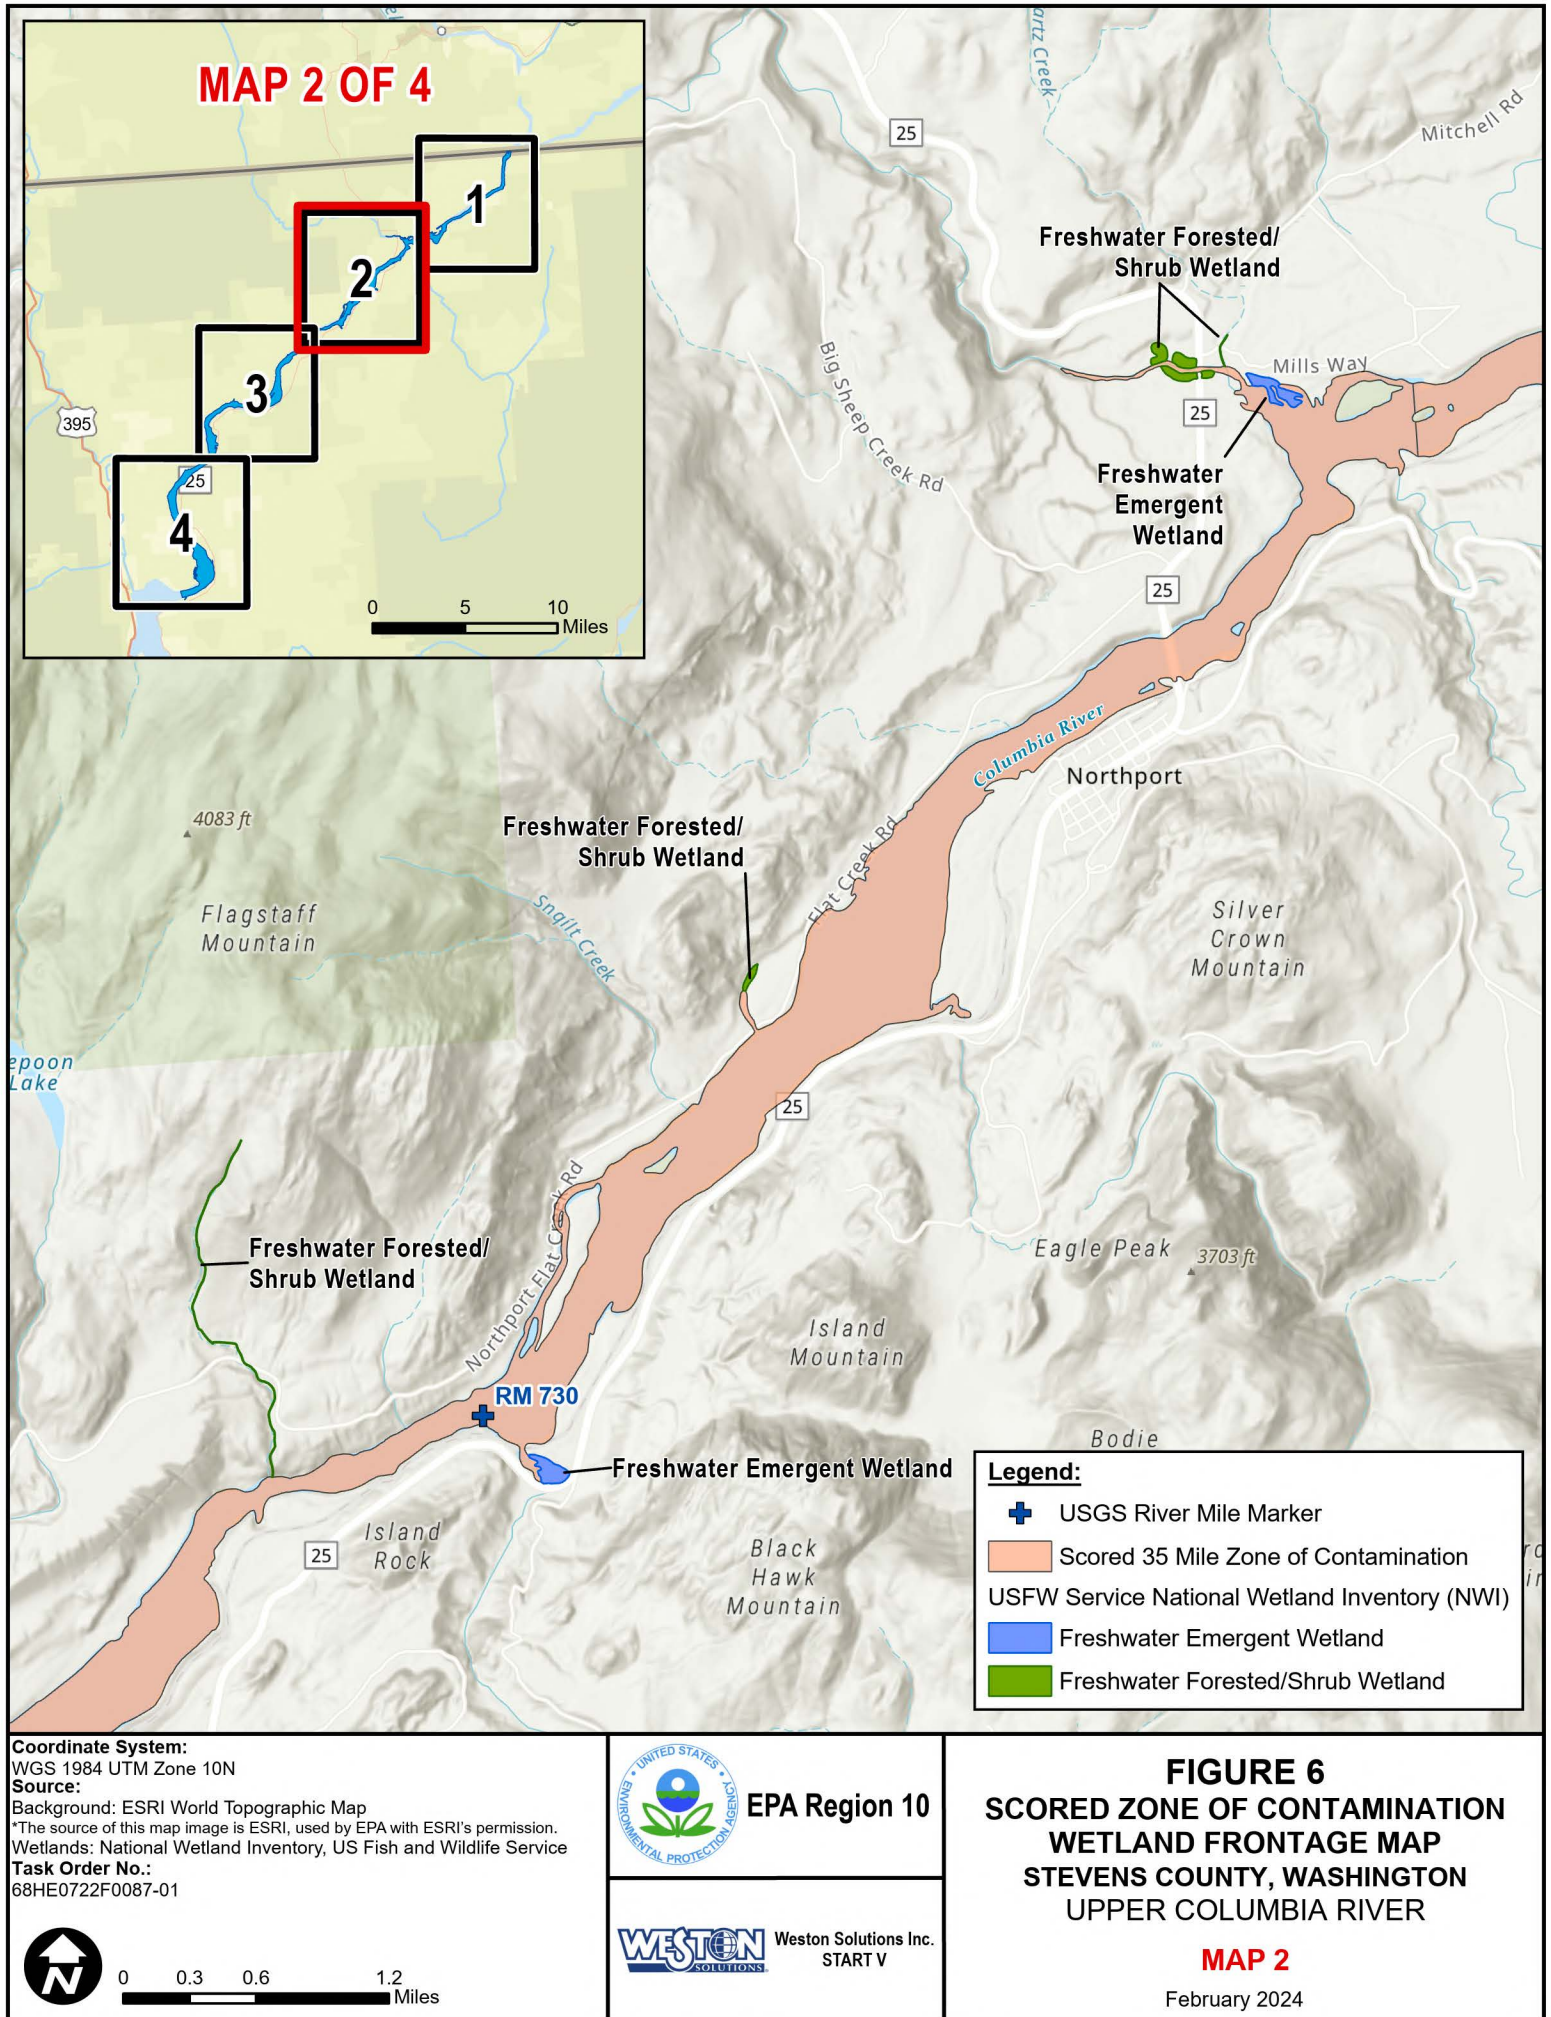 MAP 2 OF 4
1
2
3
4
395
25
0 5 10
Miles
25
Mitchell Rd
Freshwater Forested/
Shrub Wetland
Big Sheep Creek Rd
Mills Way
25
Freshwater
Emergent
Wetland
25
Columbia River
Northport
4083 ft
Freshwater Forested/
Shrub Wetland
Flat Creek Rd
Flagstaff
Mountain
Silver
Crown
Mountain
epoon
Lake
25
Northport Flat Creek Rd
Freshwater Forested/
Shrub Wetland
Eagle Peak
3703 ft
Island
Mountain
RM 730
Bodie
Freshwater Emergent Wetland
Island
Rock
25
Black
Hawk
Mountain
Legend:
USGS River Mile Marker
Scored 35 Mile Zone of Contamination
USFW Service National Wetland Inventory (NWI)
Freshwater Emergent Wetland
Freshwater Forested/Shrub Wetland
Coordinate System:
WGS 1984 UTM Zone 10N
Source:
Background: ESRI World Topographic Map
*The source of this map image is ESRI, used by EPA with ESRI's permission.
Wetlands: National Wetland Inventory, US Fish and Wildlife Service
Task Order No.:
68HE0722F0087-01
N
0 0.3 0.6 1.2
Miles
UNITED STATES
ENVIRONMENTAL PROTECTION AGENCY
EPA Region 10
WESTON
SOLUTIONS
Weston Solutions Inc.
START V
FIGURE 6
SCORED ZONE OF CONTAMINATION
WETLAND FRONTAGE MAP
STEVENS COUNTY, WASHINGTON
UPPER COLUMBIA RIVER
MAP 2
February 2024